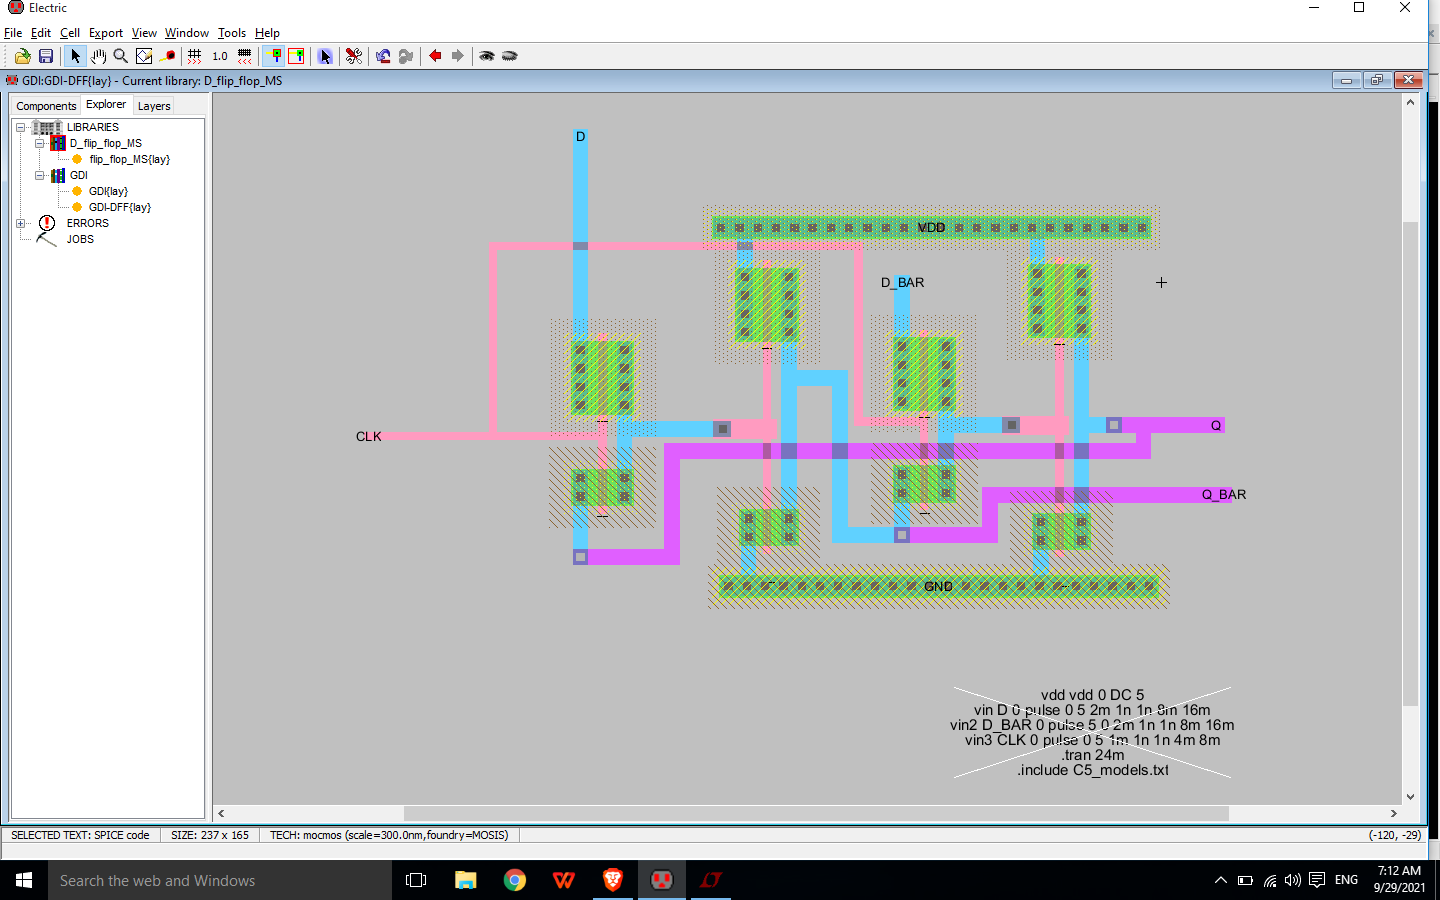 Electric
File Edit Cell Export View Window Tools Help
1.0
GDI:GDI-DFF{lay} - Current library: D_flip_flop_MS
Components Explorer Layers
LIBRARIES
D_flip_flop_MS
flip_flop_MS{lay}
GDI
GDI{lay}
GDI-DFF{lay}
ERRORS
JOBS
D
VDD
D_BAR
CLK
Q
Q_BAR
GND
vdd vdd 0 DC 5
vin D 0 pulse 0 5 2m 1n 1n 8m 16m
vin2 D_BAR 0 pulse 5 0 2m 1n 1n 8m 16m
vin3 CLK 0 pulse 0 5 1m 1n 1n 4m 8m
.tran 24m
.include C5_models.txt
SELECTED TEXT: SPICE code SIZE: 237 x 165 TECH: mocmos (scale=300.0nm,foundry=MOSIS) (-120, -29)
Search the web and Windows
ENG
7:12 AM
9/29/2021